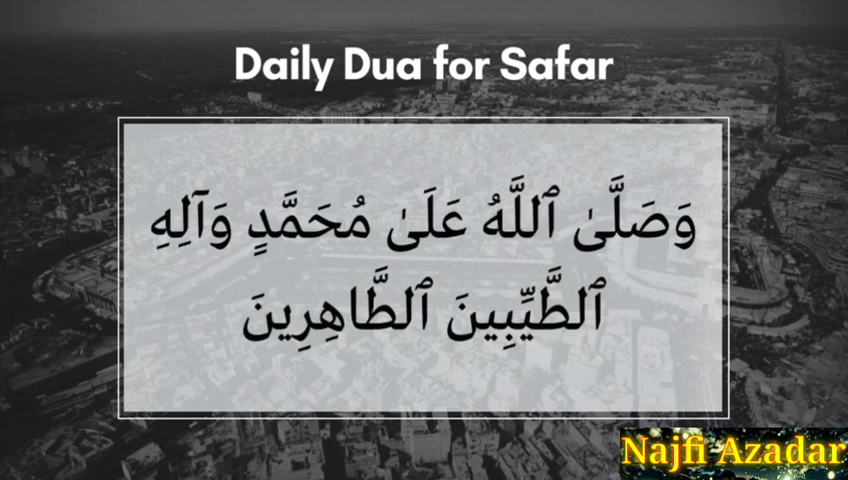 Daily Dua for Safar
وَصَلَّىٰ ٱللَّهُ عَلَىٰ مُحَمَّدٍ وَآلِهِ
ٱلطَّيِّبِينَ ٱلطَّاهِرِينَ
Najfi Azadar